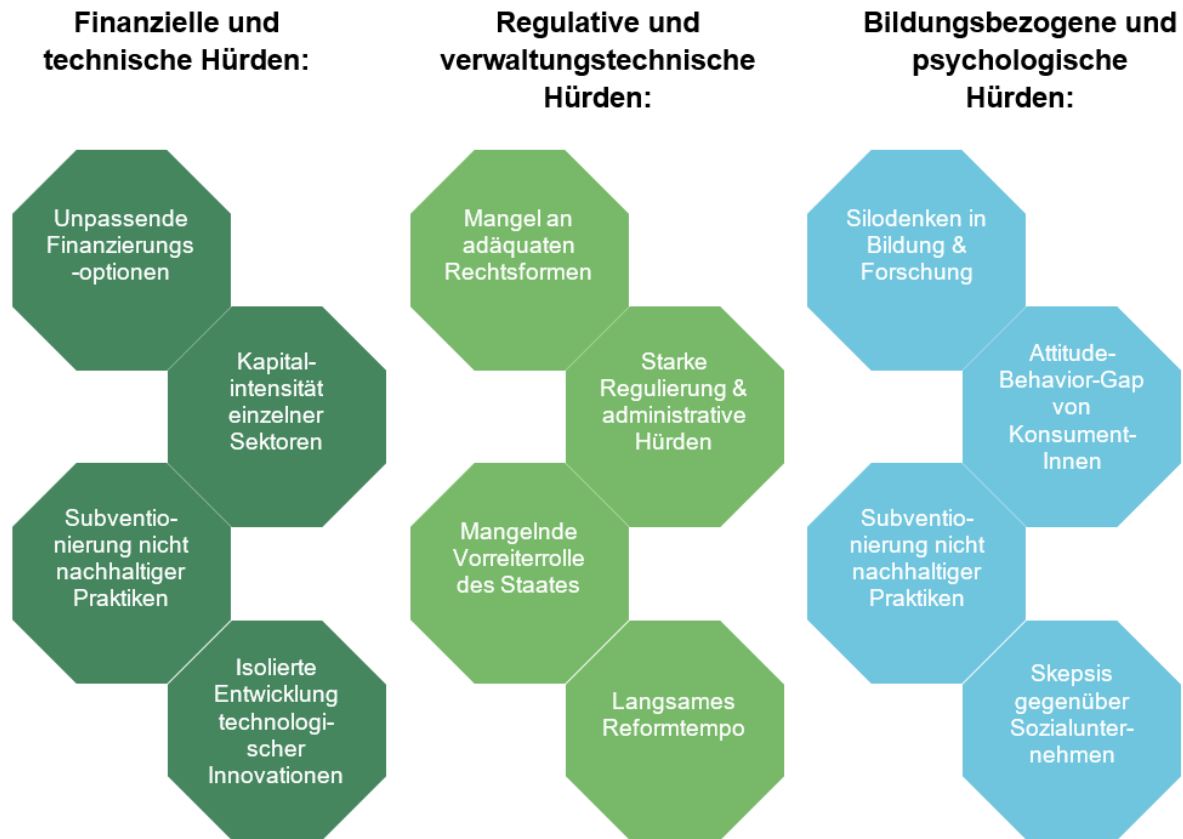 Finanzielle und
technische Hürden:
Unpassende
Finanzierungs
-optionen
Kapital-
intensität
einzelner
Sektoren
Subventio-
nierung nicht
nachhaltiger
Praktiken
Isolierte
Entwicklung
technologi-
scher
Innovationen
Regulative und
verwaltungstechnische
Hürden:
Mangel an
adäquaten
Rechtsformen
Starke
Regulierung &
administrative
Hürden
Mangelnde
Vorreiterrolle
des Staates
Langsames
Reformtempo
Bildungsbezogene und
psychologische
Hürden:
Silodenken in
Bildung &
Forschung
Attitude-
Behavior-Gap
von
Konsument-
Innen
Subventio-
nierung nicht
nachhaltiger
Praktiken
Skepsis
gegenüber
Sozialunter-
nehmen